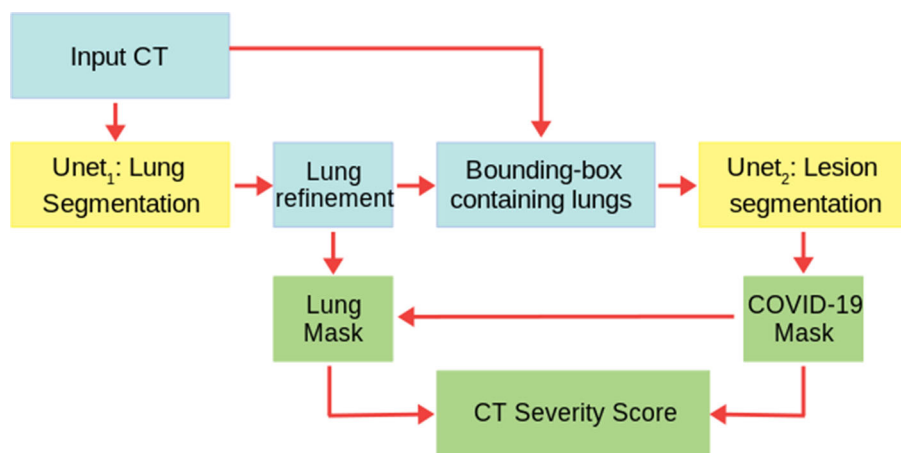 Input CT
Unet1: Lung
Segmentation
Lung
refinement
Bounding-box
containing lungs
Unet2: Lesion
segmentation
Lung
Mask
COVID-19
Mask
CT Severity Score